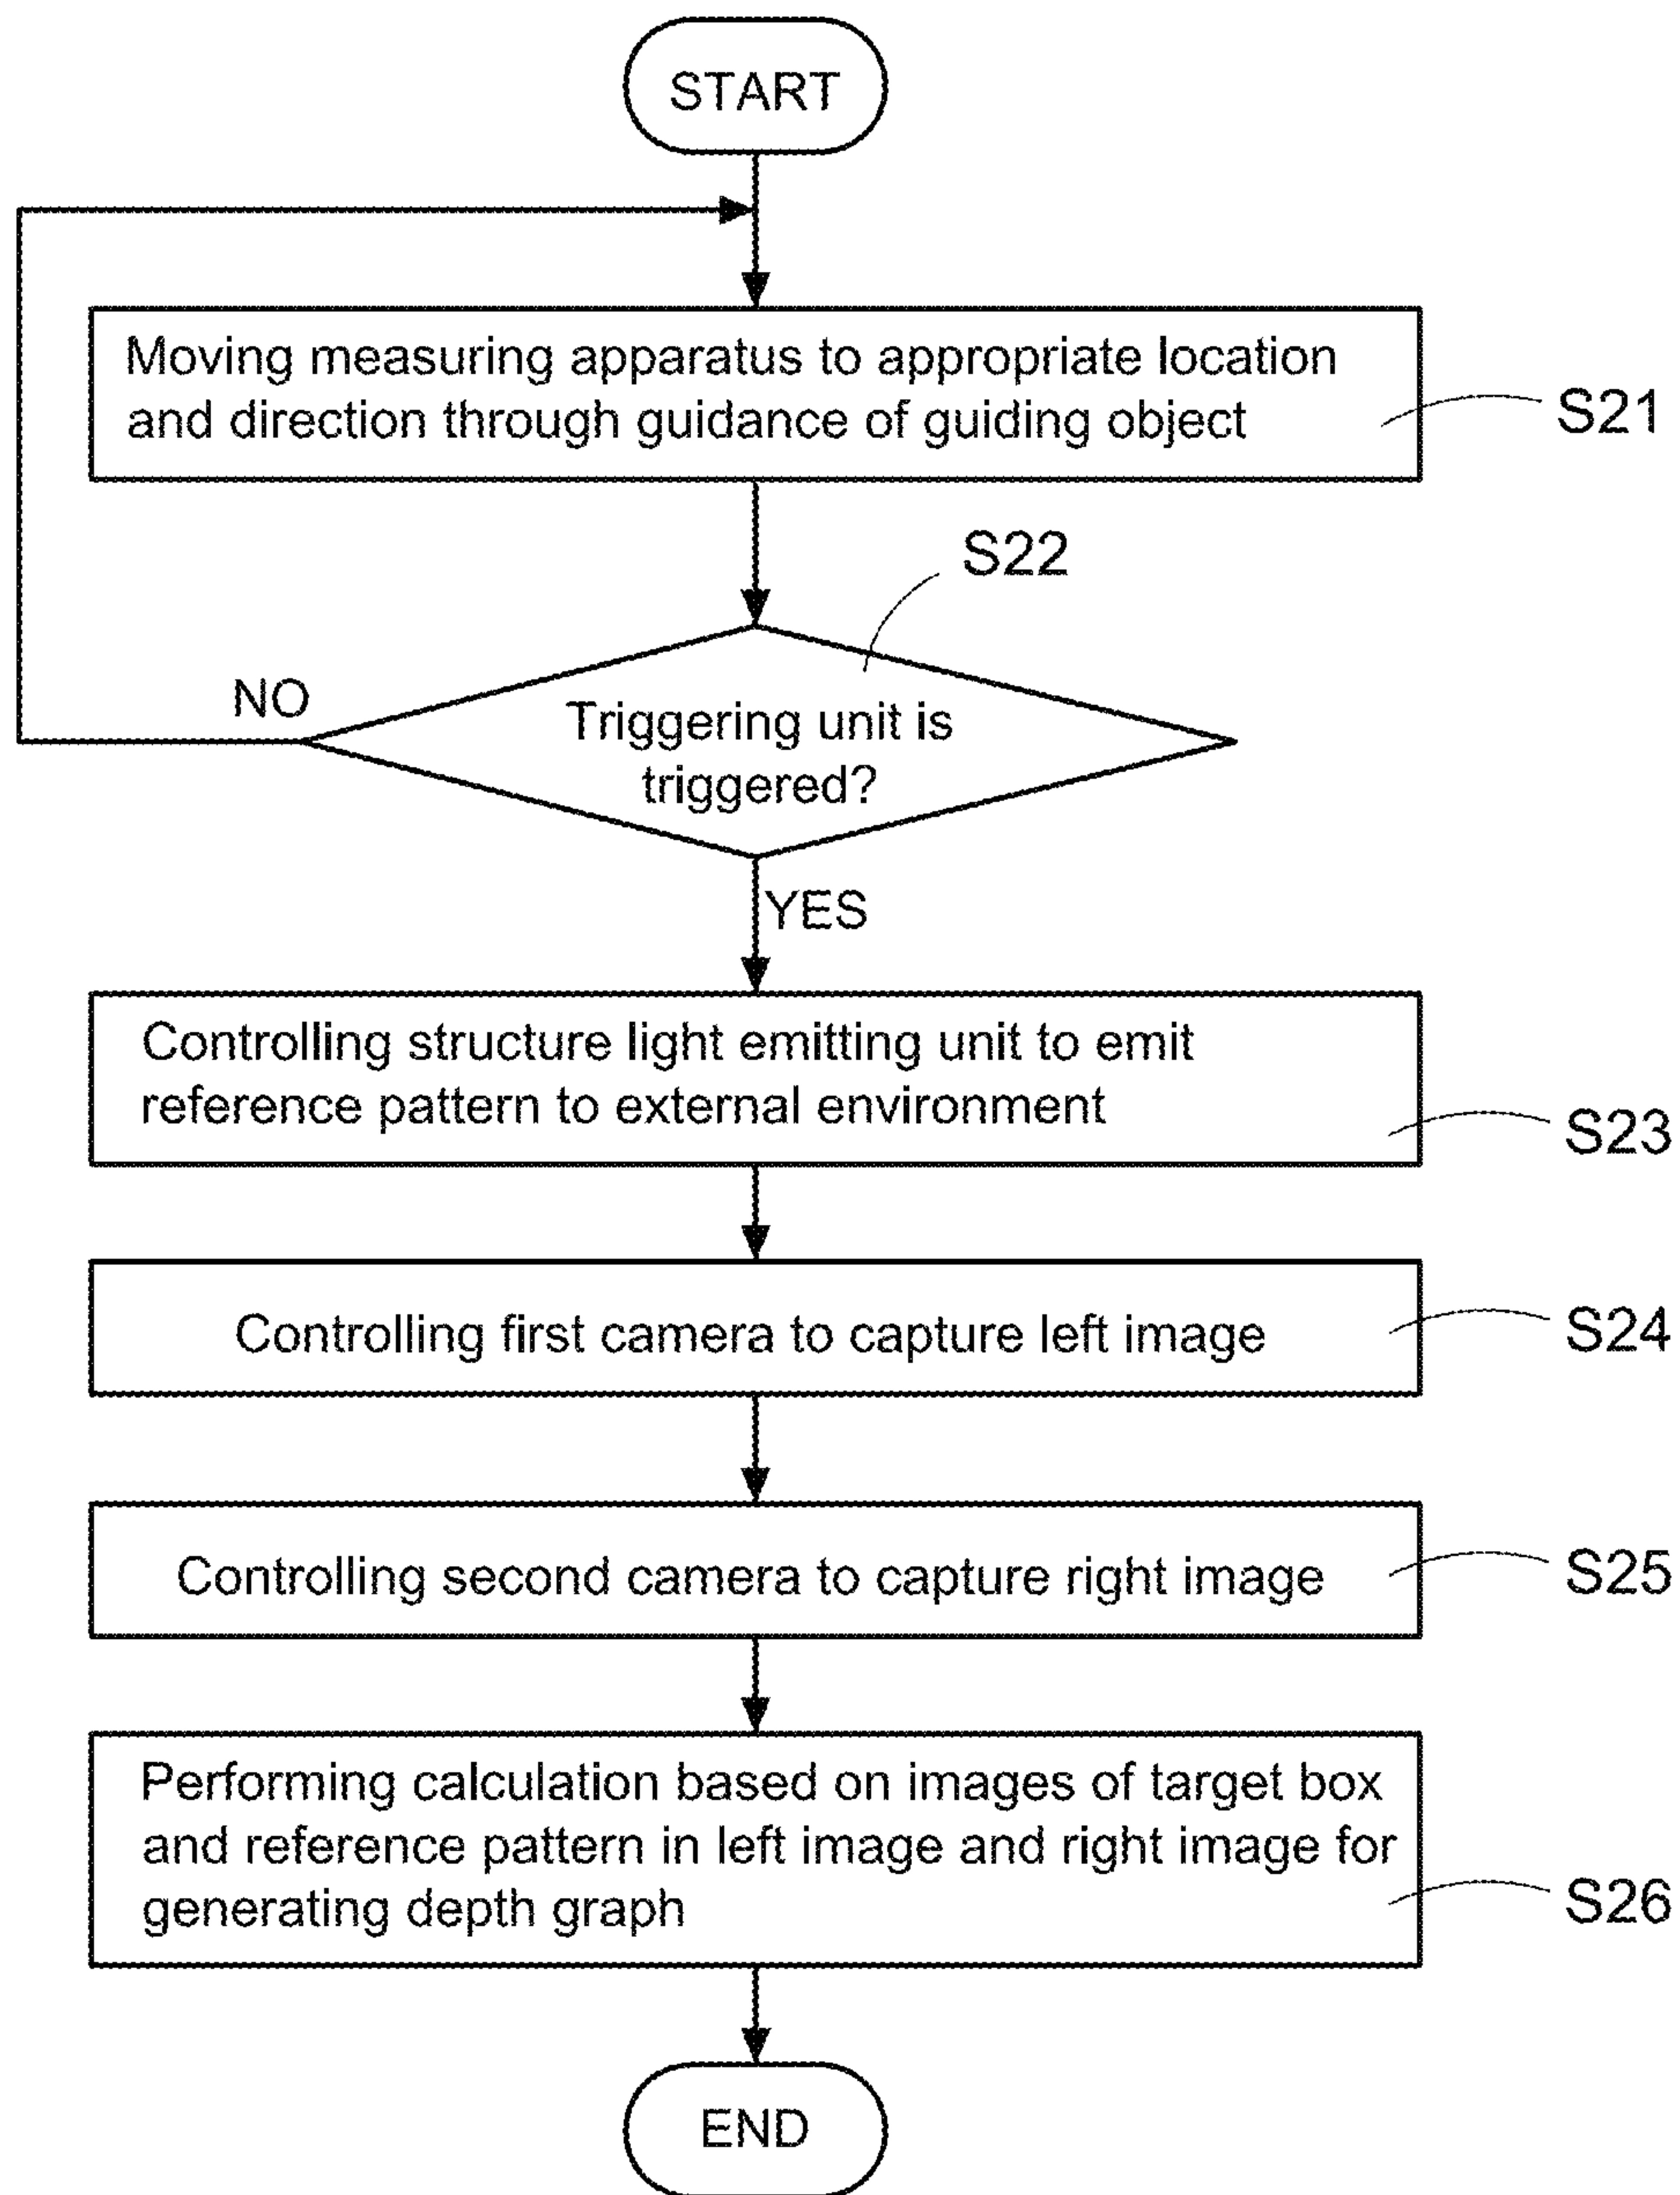 START
Moving measuring apparatus to appropriate location
and direction through guidance of guiding object
S21
S22
NO
Triggering unit is
triggered?
YES
Controlling structure light emitting unit to emit
reference pattern to external environment
S23
Controlling first camera to capture left image
S24
Controlling second camera to capture right image
S25
Performing calculation based on images of target box
and reference pattern in left image and right image for
generating depth graph
S26
END